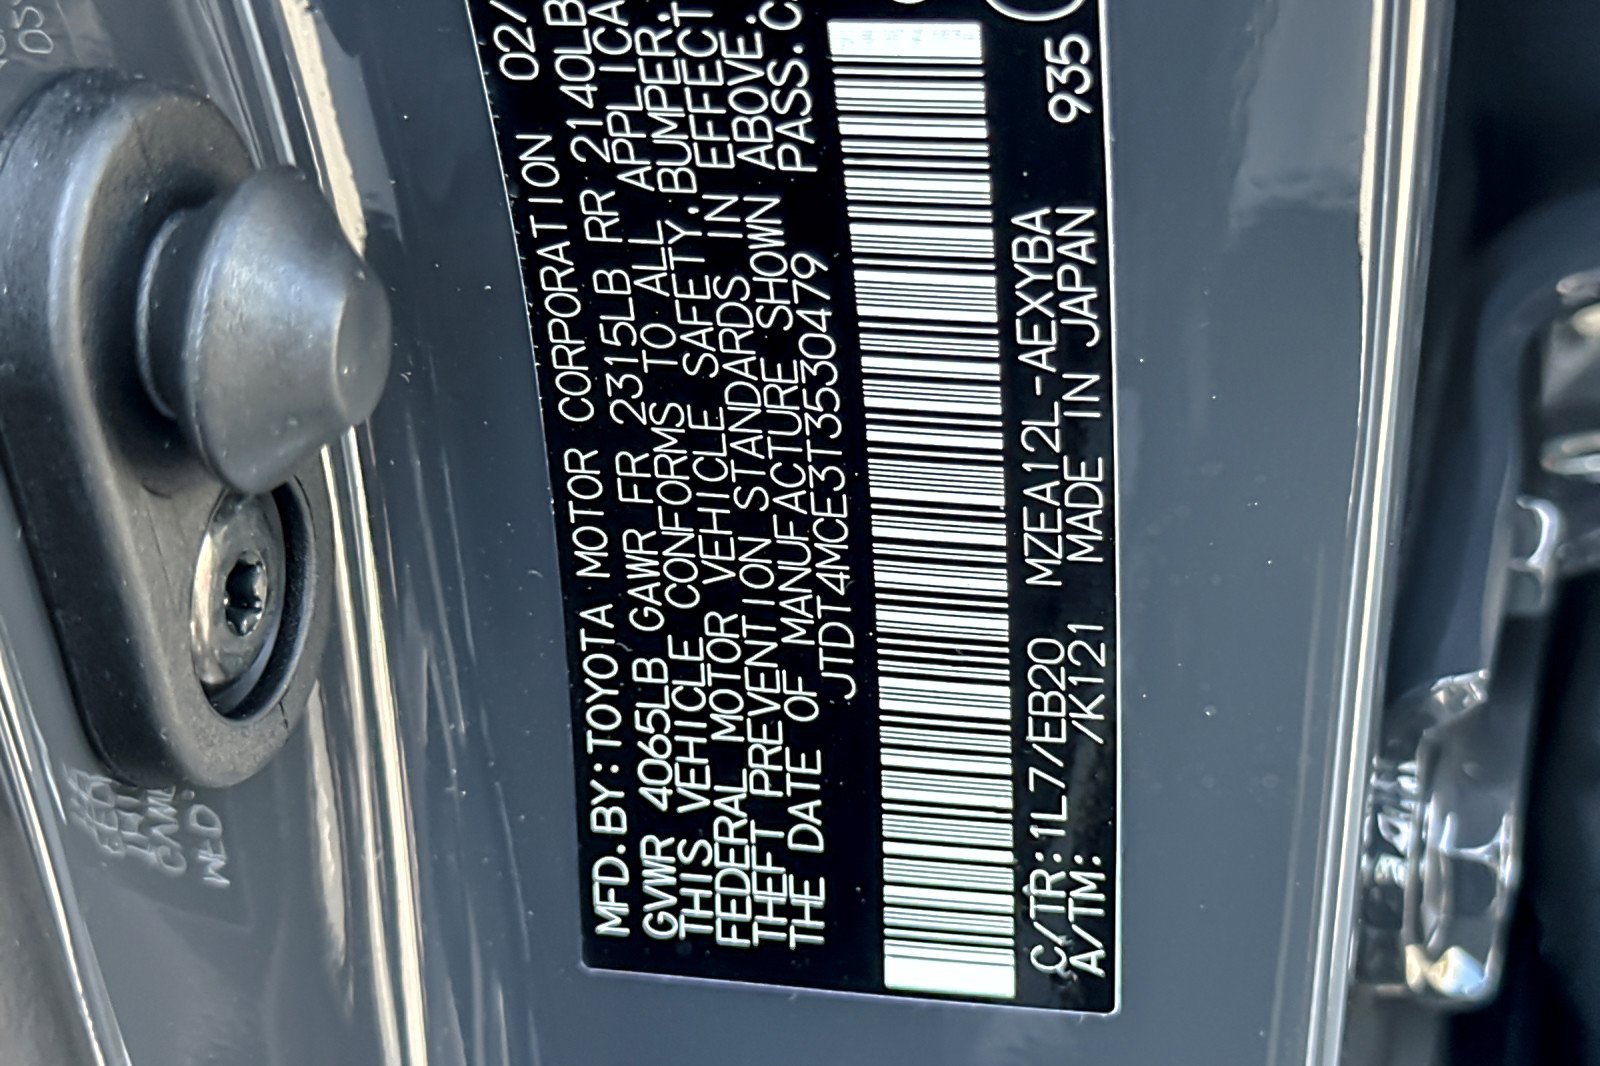 MFD.BY:TOYOTA MOTOR CORPORATION 02/
GVWR 4065LB GAWR FR 2315LB RR 2140LB
THIS VEHICLE CONFORMS TO ALL APPLICA
FEDERAL MOTOR VEHICLE SAFETY,BUMPER,
THEFT PREVENTION STANDARDS IN EFFECT
THE DATE OF MANUFACTURE SHOWN ABOVE.
JTDT4MCE3T3530479 PASS.C
C/TR:1L7/EB20 MZEA12L-AEXYBA 935
A/TM: /K121 MADE IN JAPAN